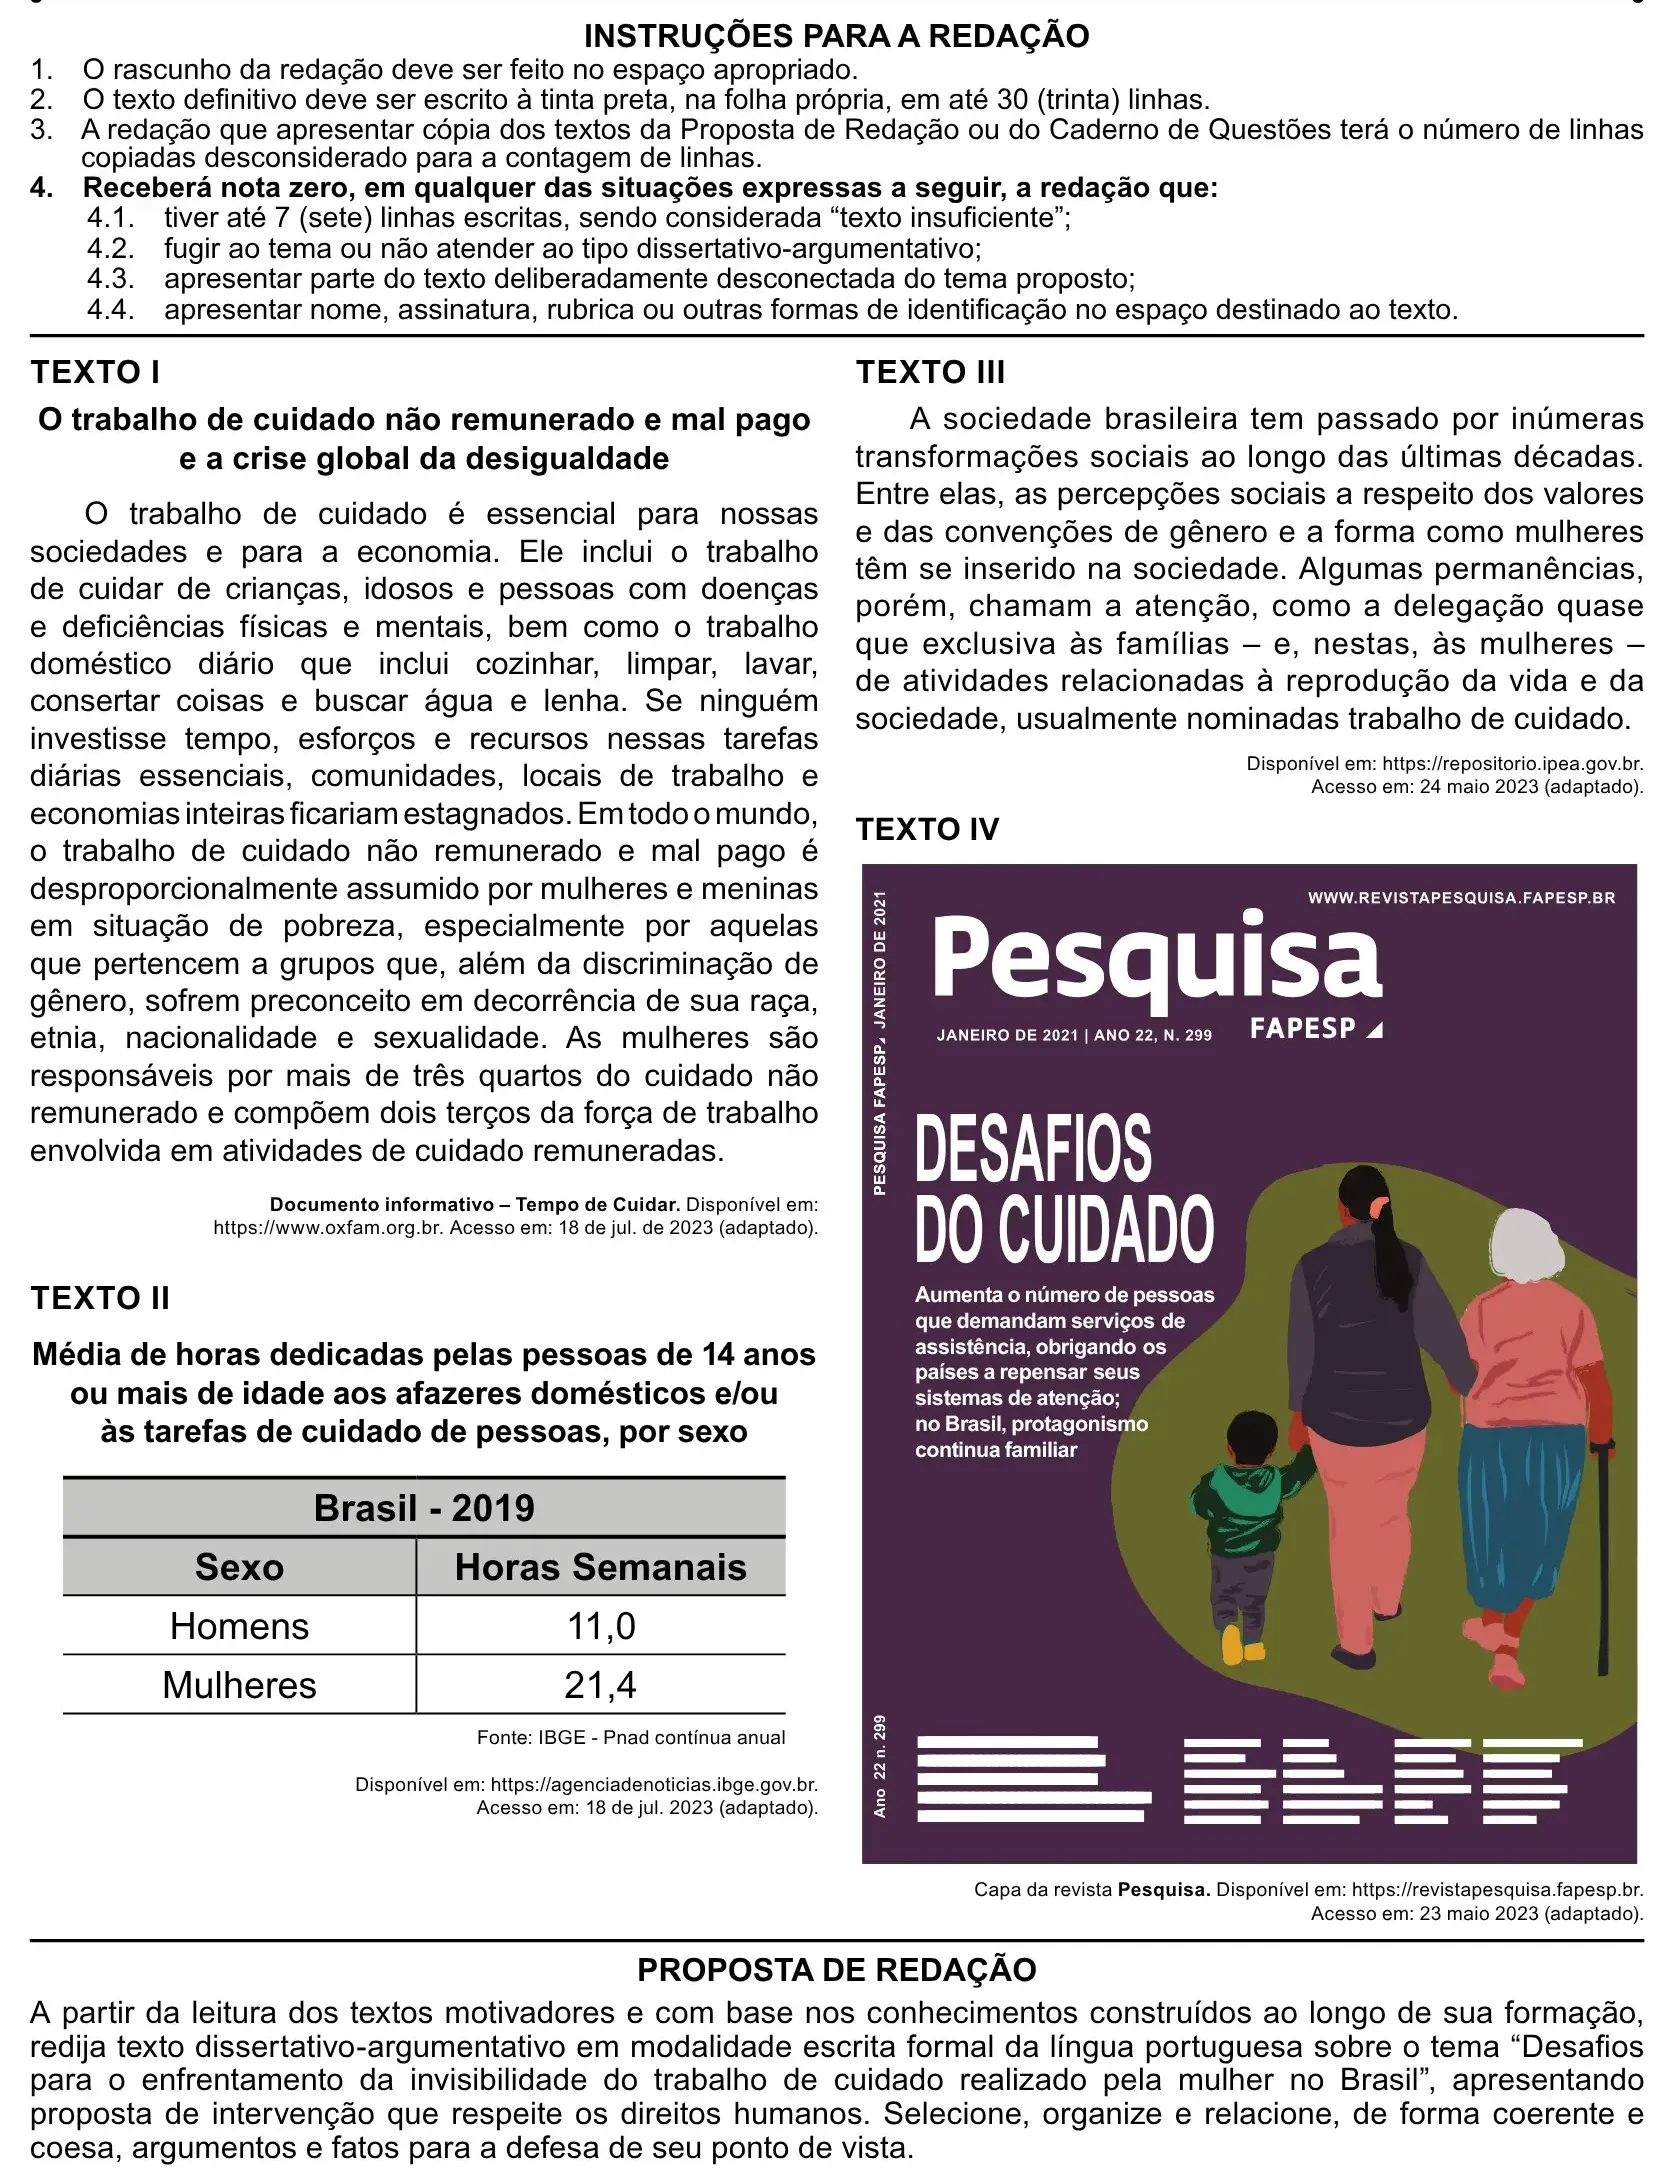 INSTRUÇÕES PARA A REDAÇÃO
1. O rascunho da redação deve ser feito no espaço apropriado.
2. O texto definitivo deve ser escrito à tinta preta, na folha própria, em até 30 (trinta) linhas.
3. A redação que apresentar cópia dos textos da Proposta de Redação ou do Caderno de Questões terá o número de linhas
copiadas desconsiderado para a contagem de linhas.
4. Receberá nota zero, em qualquer das situações expressas a seguir, a redação que:
4.1. tiver até 7 (sete) linhas escritas, sendo considerada “texto insuficiente”;
4.2. fugir ao tema ou não atender ao tipo dissertativo-argumentativo;
4.3. apresentar parte do texto deliberadamente desconectada do tema proposto;
4.4. apresentar nome, assinatura, rubrica ou outras formas de identificação no espaço destinado ao texto.
TEXTO I
O trabalho de cuidado não remunerado e mal pago
e a crise global da desigualdade
O trabalho de cuidado é essencial para nossas
sociedades e para a economia. Ele inclui o trabalho
de cuidar de crianças, idosos e pessoas com doenças
e deficiências físicas e mentais, bem como o trabalho
doméstico diário que inclui cozinhar, limpar, lavar,
consertar coisas e buscar água e lenha. Se ninguém
investisse tempo, esforços e recursos nessas tarefas
diárias essenciais, comunidades, locais de trabalho e
economias inteiras ficariam estagnados. Em todo o mundo,
o trabalho de cuidado não remunerado e mal pago é
desproporcionalmente assumido por mulheres e meninas
em situação de pobreza, especialmente por aquelas
que pertencem a grupos que, além da discriminação de
gênero, sofrem preconceito em decorrência de sua raça,
etnia, nacionalidade e sexualidade. As mulheres são
responsáveis por mais de três quartos do cuidado não
remunerado e compõem dois terços da força de trabalho
envolvida em atividades de cuidado remuneradas.
Documento informativo – Tempo de Cuidar. Disponível em:
https://www.oxfam.org.br. Acesso em: 18 de jul. de 2023 (adaptado).
TEXTO II
Média de horas dedicadas pelas pessoas de 14 anos
ou mais de idade aos afazeres domésticos e/ou
às tarefas de cuidado de pessoas, por sexo
Brasil - 2019
Sexo Horas Semanais
Homens 11,0
Mulheres 21,4
Fonte: IBGE - Pnad contínua anual
Disponível em: https://agenciadenoticias.ibge.gov.br.
Acesso em: 18 de jul. 2023 (adaptado).
TEXTO III
A sociedade brasileira tem passado por inúmeras
transformações sociais ao longo das últimas décadas.
Entre elas, as percepções sociais a respeito dos valores
e das convenções de gênero e a forma como mulheres
têm se inserido na sociedade. Algumas permanências,
porém, chamam a atenção, como a delegação quase
que exclusiva às famílias – e, nestas, às mulheres –
de atividades relacionadas à reprodução da vida e da
sociedade, usualmente nominadas trabalho de cuidado.
Disponível em: https://repositorio.ipea.gov.br.
Acesso em: 24 maio 2023 (adaptado).
TEXTO IV
WWW.REVISTAPESQUISA.FAPESP.BR
Pesquisa
JANEIRO DE 2021 | ANO 22, N. 299 FAPESP
PESQUISA FAPESP JANEIRO DE 2021
DESAFIOS
DO CUIDADO
Aumenta o número de pessoas
que demandam serviços de
assistência, obrigando os
países a repensar seus
sistemas de atenção;
no Brasil, protagonismo
continua familiar
Ano 22 n. 299
Capa da revista Pesquisa. Disponível em: https://revistapesquisa.fapesp.br.
Acesso em: 23 maio 2023 (adaptado).
PROPOSTA DE REDAÇÃO
A partir da leitura dos textos motivadores e com base nos conhecimentos construídos ao longo de sua formação,
redija texto dissertativo-argumentativo em modalidade escrita formal da língua portuguesa sobre o tema “Desafios
para o enfrentamento da invisibilidade do trabalho de cuidado realizado pela mulher no Brasil”, apresentando
proposta de intervenção que respeite os direitos humanos. Selecione, organize e relacione, de forma coerente e
coesa, argumentos e fatos para a defesa de seu ponto de vista.